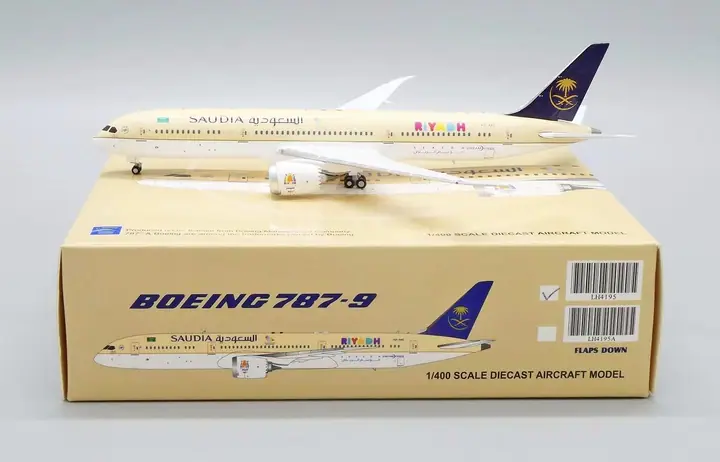 SAUDIA السعودية
RIYADH
1/400 SCALE DIECAST AIRCRAFT MODEL
BOEING 787-9
LH4195
SAUDIA السعودية
RIYADH
LH4195A
FLAPS DOWN
1/400 SCALE DIECAST AIRCRAFT MODEL